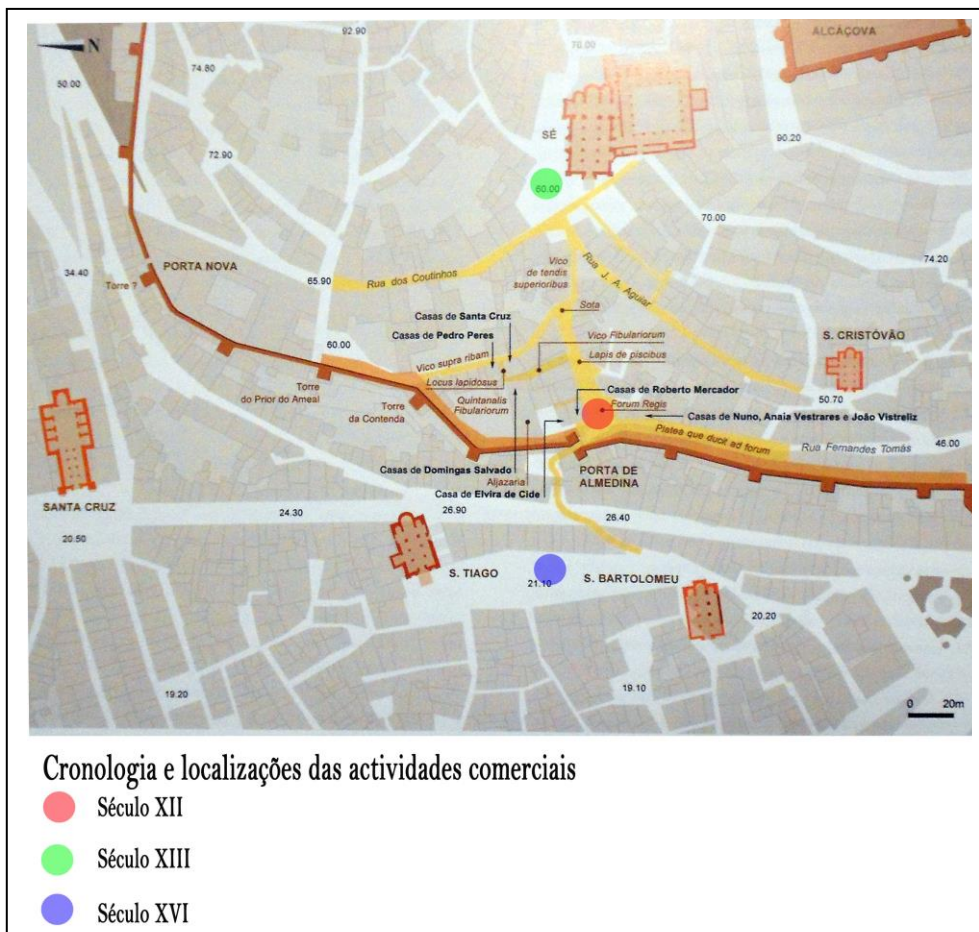 N
50.00
74.80
92.90
76.00
ALCÁÇOVA
SÉ
90.20
72.90
60.00
34.40
PORTA NOVA
Torre ?
65.90
Rua dos Coutinhos
Vico
de tendis
superioribus
Rua J. A. Aguiar
70.00
74.20
Sota
Casas de Santa Cruz
Casas de Pedro Peres
Vico Fibulariorum
60.00
Vico supra ribam
Lapis de piscibus
S. CRISTÓVÃO
Locus lapidosus
Torre
do Prior do Ameal
Quintanalis
Fibulariorum
Casas de Roberto Mercador
50.70
Torre
da Contenda
Forum Regis
Casas de Nuno, Anaia Vestrares e João Vistreliz
Pistea que ducit ad forum
Rua Fernandes Tomás
46.00
Casas de Domingas Salvado
Aljazaria
PORTA DE
ALMEDINA
Casa de Elvira de Cide
SANTA CRUZ
24.30
26.90
26.40
20.50
S. TIAGO
21.10
S. BARTOLOMEU
20.20
19.20
19.10
0 20m
Cronologia e localizações das actividades comerciais
Século XII
Século XIII
Século XVI